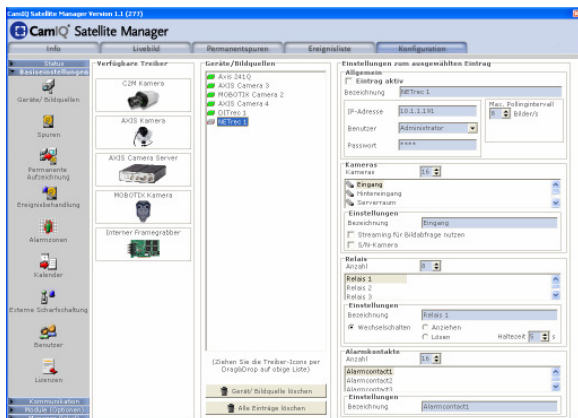 CamIQ Satellite Manager Version 1.1 (277)
CamIQ Satellite Manager
Info
Livebild
Permanentspuren
Ereignisliste
Konfiguration
Status
Basiseinstellungen
Geräte/ Bildquellen
Spuren
Permanente
Aufzeichnung
Ereignisbehandlung
Alarmzonen
Kalender
Externe Scharfschaltung
Benutzer
Lizenzen
Kommunikation
Module (Optionen)
Verfügbare Treiber
C2M Kamera
AXIS Kamera
AXIS Camera Server
MOBOTIX Kamera
Interner Framegrabber
Geräte/Bildquellen
Axis 241Q
AXIS Camera 3
MOBOTIX Camera 2
AXIS Camera 4
DITrec 1
NETrec 1
(Ziehen Sie die Treiber-Icons per
Drag&Drop auf obige Liste)
Gerät/ Bildquelle löschen
Alle Einträge löschen
Einstellungen zum ausgewählten Eintrag
Allgemein
Eintrag aktiv
Bezeichnung NETrec 1
IP-Adresse 10.1.1.191
Max. Pollingintervall
8 Bilder/s
Benutzer Administrator
Passwort ****
Kameras
Kameras 16
Eingang
Hintereingang
Serverraum
Einstellungen
Bezeichnung Eingang
Streaming für Bildabfrage nutzen
S/N-Kamera
Relais
Anzahl 8
Relais 1
Relais 2
Relais 3
Einstellungen
Bezeichnung Relais 1
Wechselschalten Anziehen
Lösen Haltezeit 5 s
Alarmkontakte
Anzahl 16
Alarmcontact1
Alarmcontact2
Alarmcontact3
Einstellungen
Bezeichnung Alarmcontact1